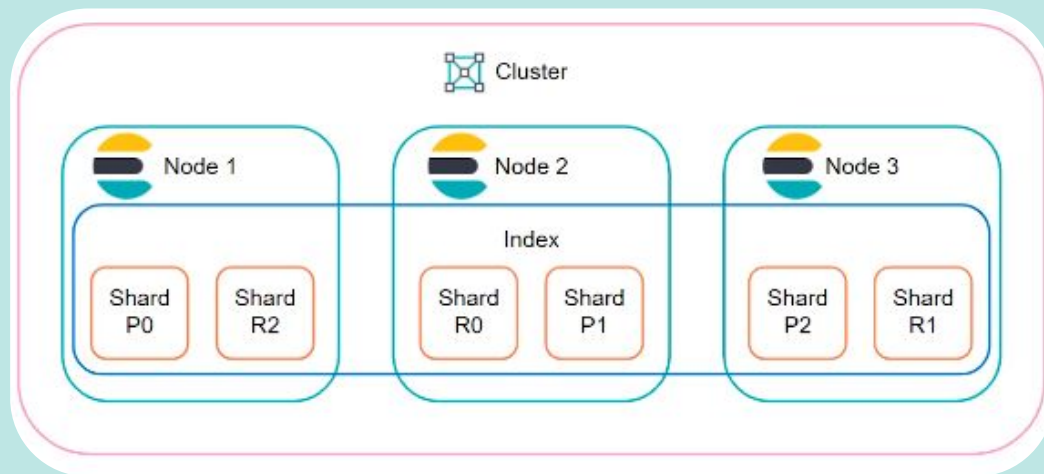 Cluster
Node 1
Node 2
Node 3
Index
Shard
P0
Shard
R2
Shard
R0
Shard
P1
Shard
P2
Shard
R1